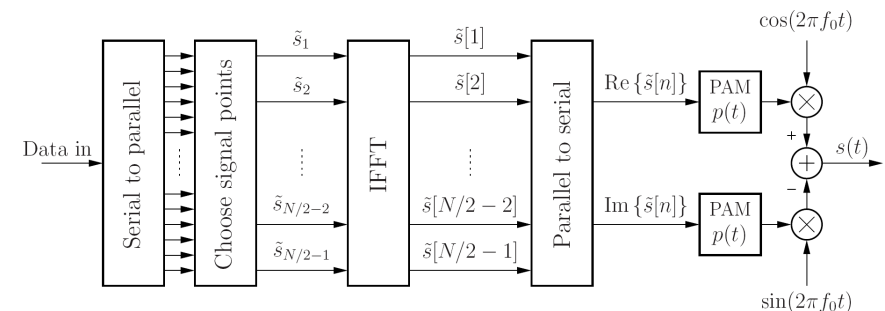 cos(2πf₀t)
s̃₁
s̃[1]
Re {s̃[n]}
PAM
p(t)
s̃₂
s̃[2]
×
+
Data in
Serial to parallel
Choose signal points
IFFT
Parallel to serial
+
s(t)
−
s̃_{N/2−2}
s̃[N/2 − 2]
Im {s̃[n]}
PAM
p(t)
×
s̃_{N/2−1}
s̃[N/2 − 1]
sin(2πf₀t)